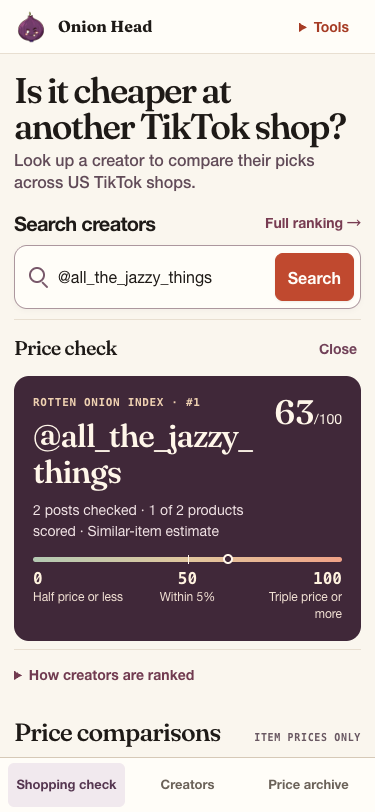 Onion Head
▶ Tools
Is it cheaper at
another TikTok shop?
Look up a creator to compare their picks
across US TikTok shops.
Search creators
Full ranking →
@all_the_jazzy_things
Search
Price check
Close
ROTTEN ONION INDEX · #1
63/100
@all_the_jazzy_
things
2 posts checked · 1 of 2 products
scored · Similar-item estimate
0
50
100
Half price or less
Within 5%
Triple price or
more
▶ How creators are ranked
Price comparisons
ITEM PRICES ONLY
Shopping check
Creators
Price archive